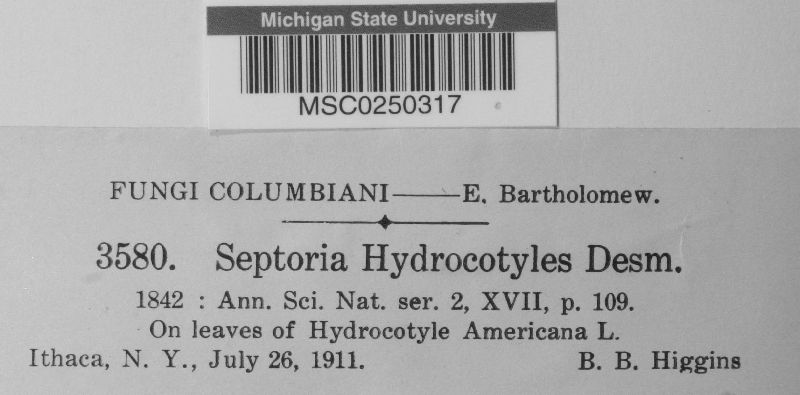 Michigan State University
MSC0250317
FUNGI COLUMBIANI——E. Bartholomew.
3580. Septoria Hydrocotyles Desm.
1842 : Ann. Sci. Nat. ser. 2, XVII, p. 109.
On leaves of Hydrocotyle Americana L.
Ithaca, N. Y., July 26, 1911. B. B. Higgins